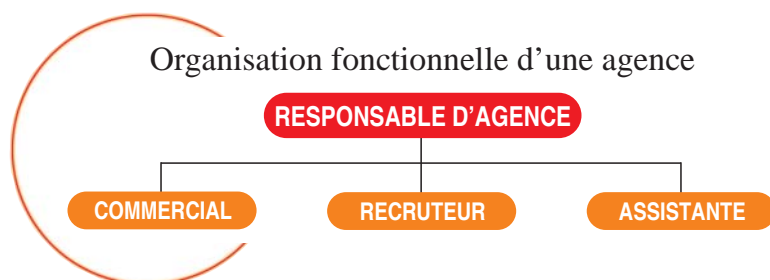 Organisation fonctionnelle d’une agence
RESPONSABLE D’AGENCE
COMMERCIAL
RECRUTEUR
ASSISTANTE